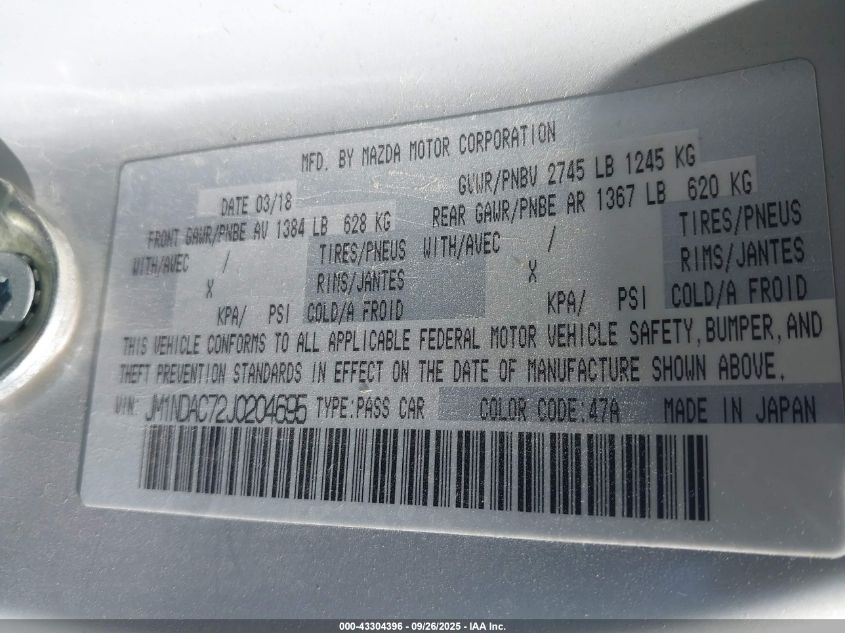 MFD. BY MAZDA MOTOR CORPORATION
DATE 03/18 GVWR/PNBV 2745 LB 1245 KG
FRONT GAWR/PNBE AV 1384 LB 628 KG REAR GAWR/PNBE AR 1367 LB 620 KG
WITH/AVEC / TIRES/PNEUS WITH/AVEC / TIRES/PNEUS
X RIMS/JANTES X RIMS/JANTES
KPA/ PSI COLD/A FROID KPA/ PSI COLD/A FROID
THIS VEHICLE CONFORMS TO ALL APPLICABLE FEDERAL MOTOR VEHICLE SAFETY, BUMPER, AND
THEFT PREVENTION STANDARDS IN EFFECT ON THE DATE OF MANUFACTURE SHOWN ABOVE.
VIN: JM1NDAC72J0204695 TYPE:PASS CAR COLOR CODE:47A MADE IN JAPAN
000-43304396 - 09/26/2025 - IAA Inc.